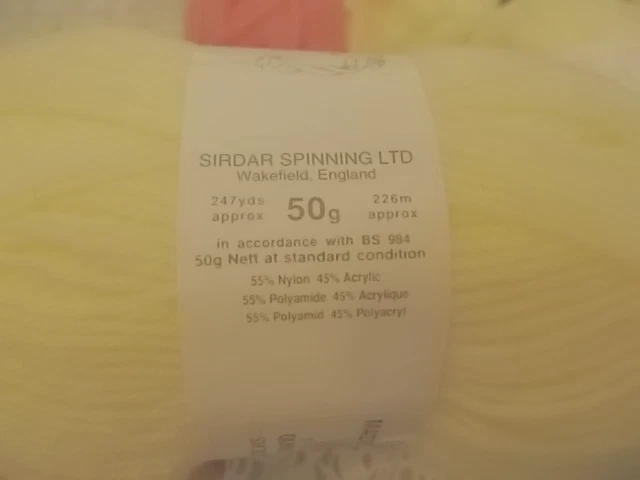 SIRDAR SPINNING LTD
Wakefield, England
247yds approx 50g 226m approx
in accordance with BS 984
50g Nett at standard condition
55% Nylon 45% Acrylic
55% Polyamide 45% Acrylique
55% Polyamid 45% Polyacryl